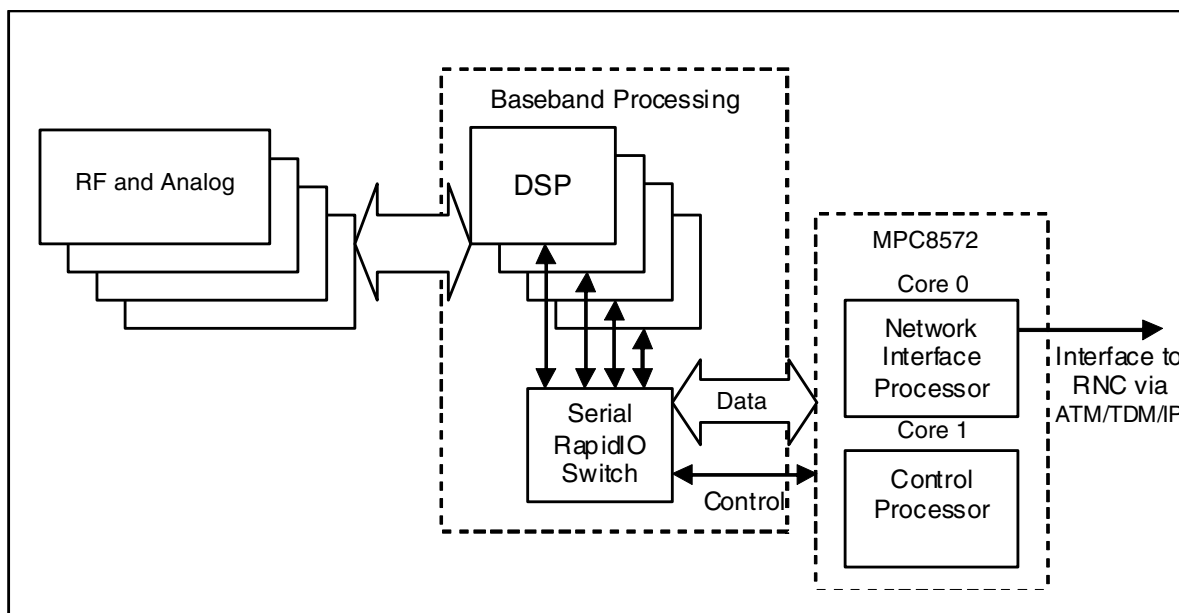 Baseband Processing
RF and Analog
DSP
MPC8572
Core 0
Network
Interface
Processor
Interface to
RNC via
ATM/TDM/IP
Data
Serial
RapidIO
Switch
Core 1
Control
Control
Processor